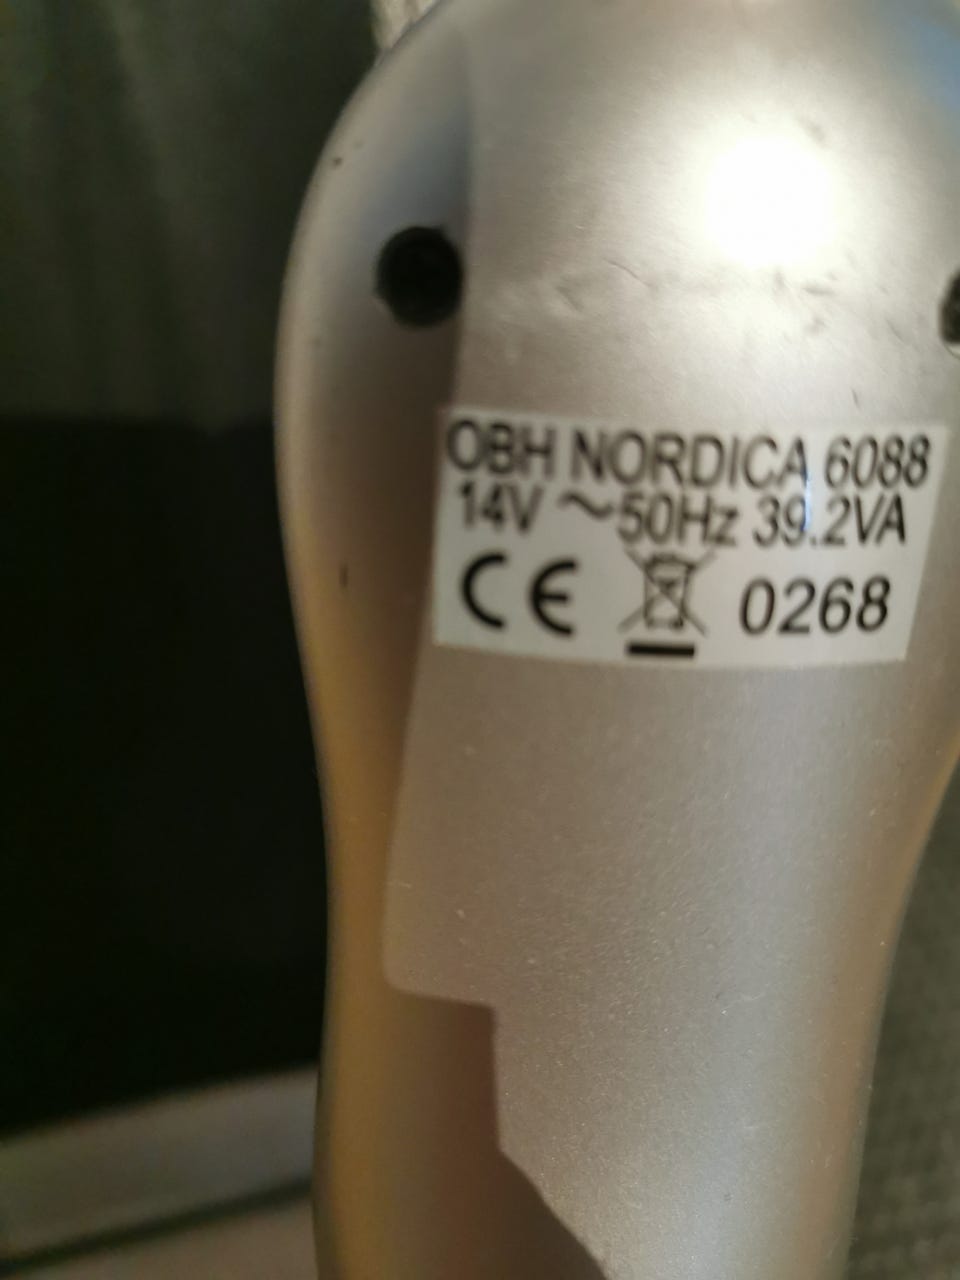 OBH NORDICA 6088
14V ~50Hz 39.2VA
CE 0268